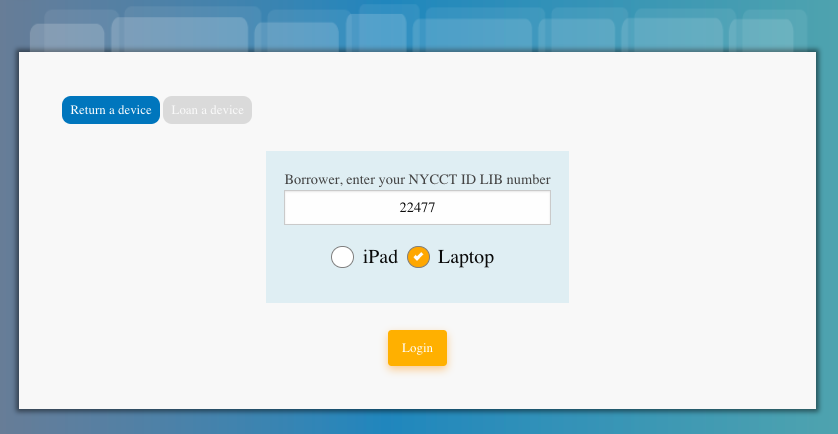 Return a device
Loan a device
Borrower, enter your NYCCT ID LIB number
22477
iPad
Laptop
Login